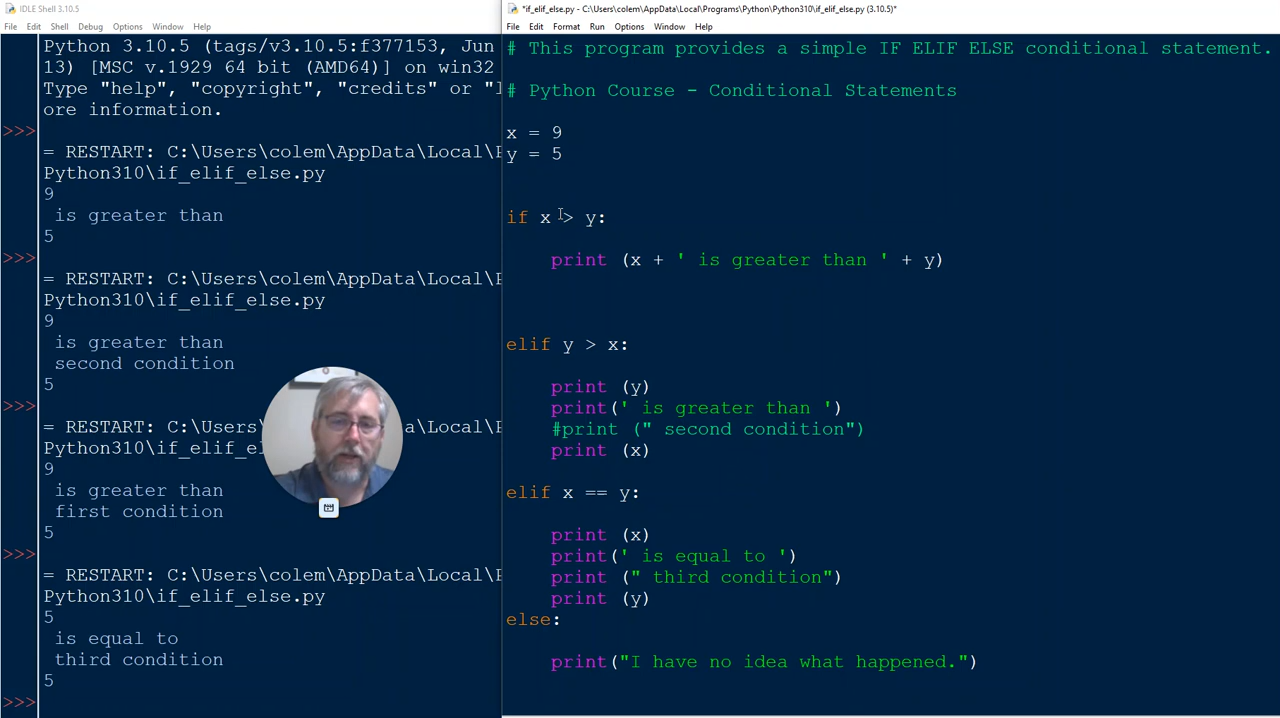 IDLE Shell 3.10.5
File Edit Shell Debug Options Window Help
Python 3.10.5 (tags/v3.10.5:f377153, Jun
13) [MSC v.1929 64 bit (AMD64)] on win32
Type "help", "copyright", "credits" or "l
ore information.
>>>
= RESTART: C:\Users\colem\AppData\Local\P
Python310\if_elif_else.py
9
 is greater than
5
>>>
= RESTART: C:\Users\colem\AppData\Local\P
Python310\if_elif_else.py
9
 is greater than
 second condition
5
>>>
= RESTART: C:\Users\colem\AppData\Local\P
Python310\if_el
9
 is greater than
 first condition
5
>>>
= RESTART: C:\Users\colem\AppData\Local\P
Python310\if_elif_else.py
5
 is equal to
 third condition
5
>>>
*if_elif_else.py - C:\Users\colem\AppData\Local\Programs\Python\Python310\if_elif_else.py (3.10.5)*
File Edit Format Run Options Window Help
# This program provides a simple IF ELIF ELSE conditional statement.
# Python Course - Conditional Statements
x = 9
y = 5
if x > y:
    print (x + ' is greater than ' + y)
elif y > x:
    print (y)
    print(' is greater than ')
    #print (" second condition")
    print (x)
elif x == y:
    print (x)
    print(' is equal to ')
    print (" third condition")
    print (y)
else:
    print("I have no idea what happened.")